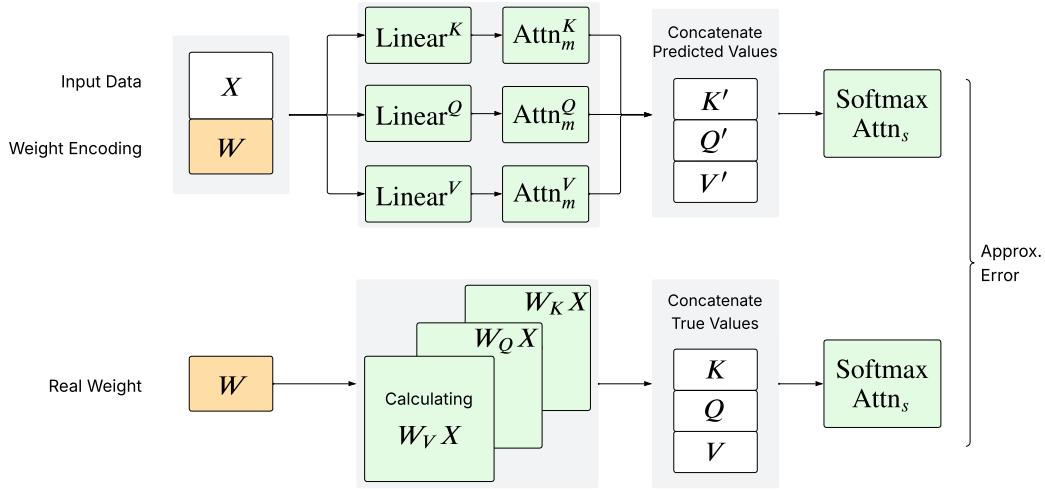 Input Data
Weight Encoding
X
W
Linear^K
Attn_m^K
Linear^Q
Attn_m^Q
Linear^V
Attn_m^V
Concatenate
Predicted Values
K′
Q′
V′
Softmax
Attn_s
Approx.
Error
Real Weight
W
W_K X
W_Q X
Calculating
W_V X
Concatenate
True Values
K
Q
V
Softmax
Attn_s